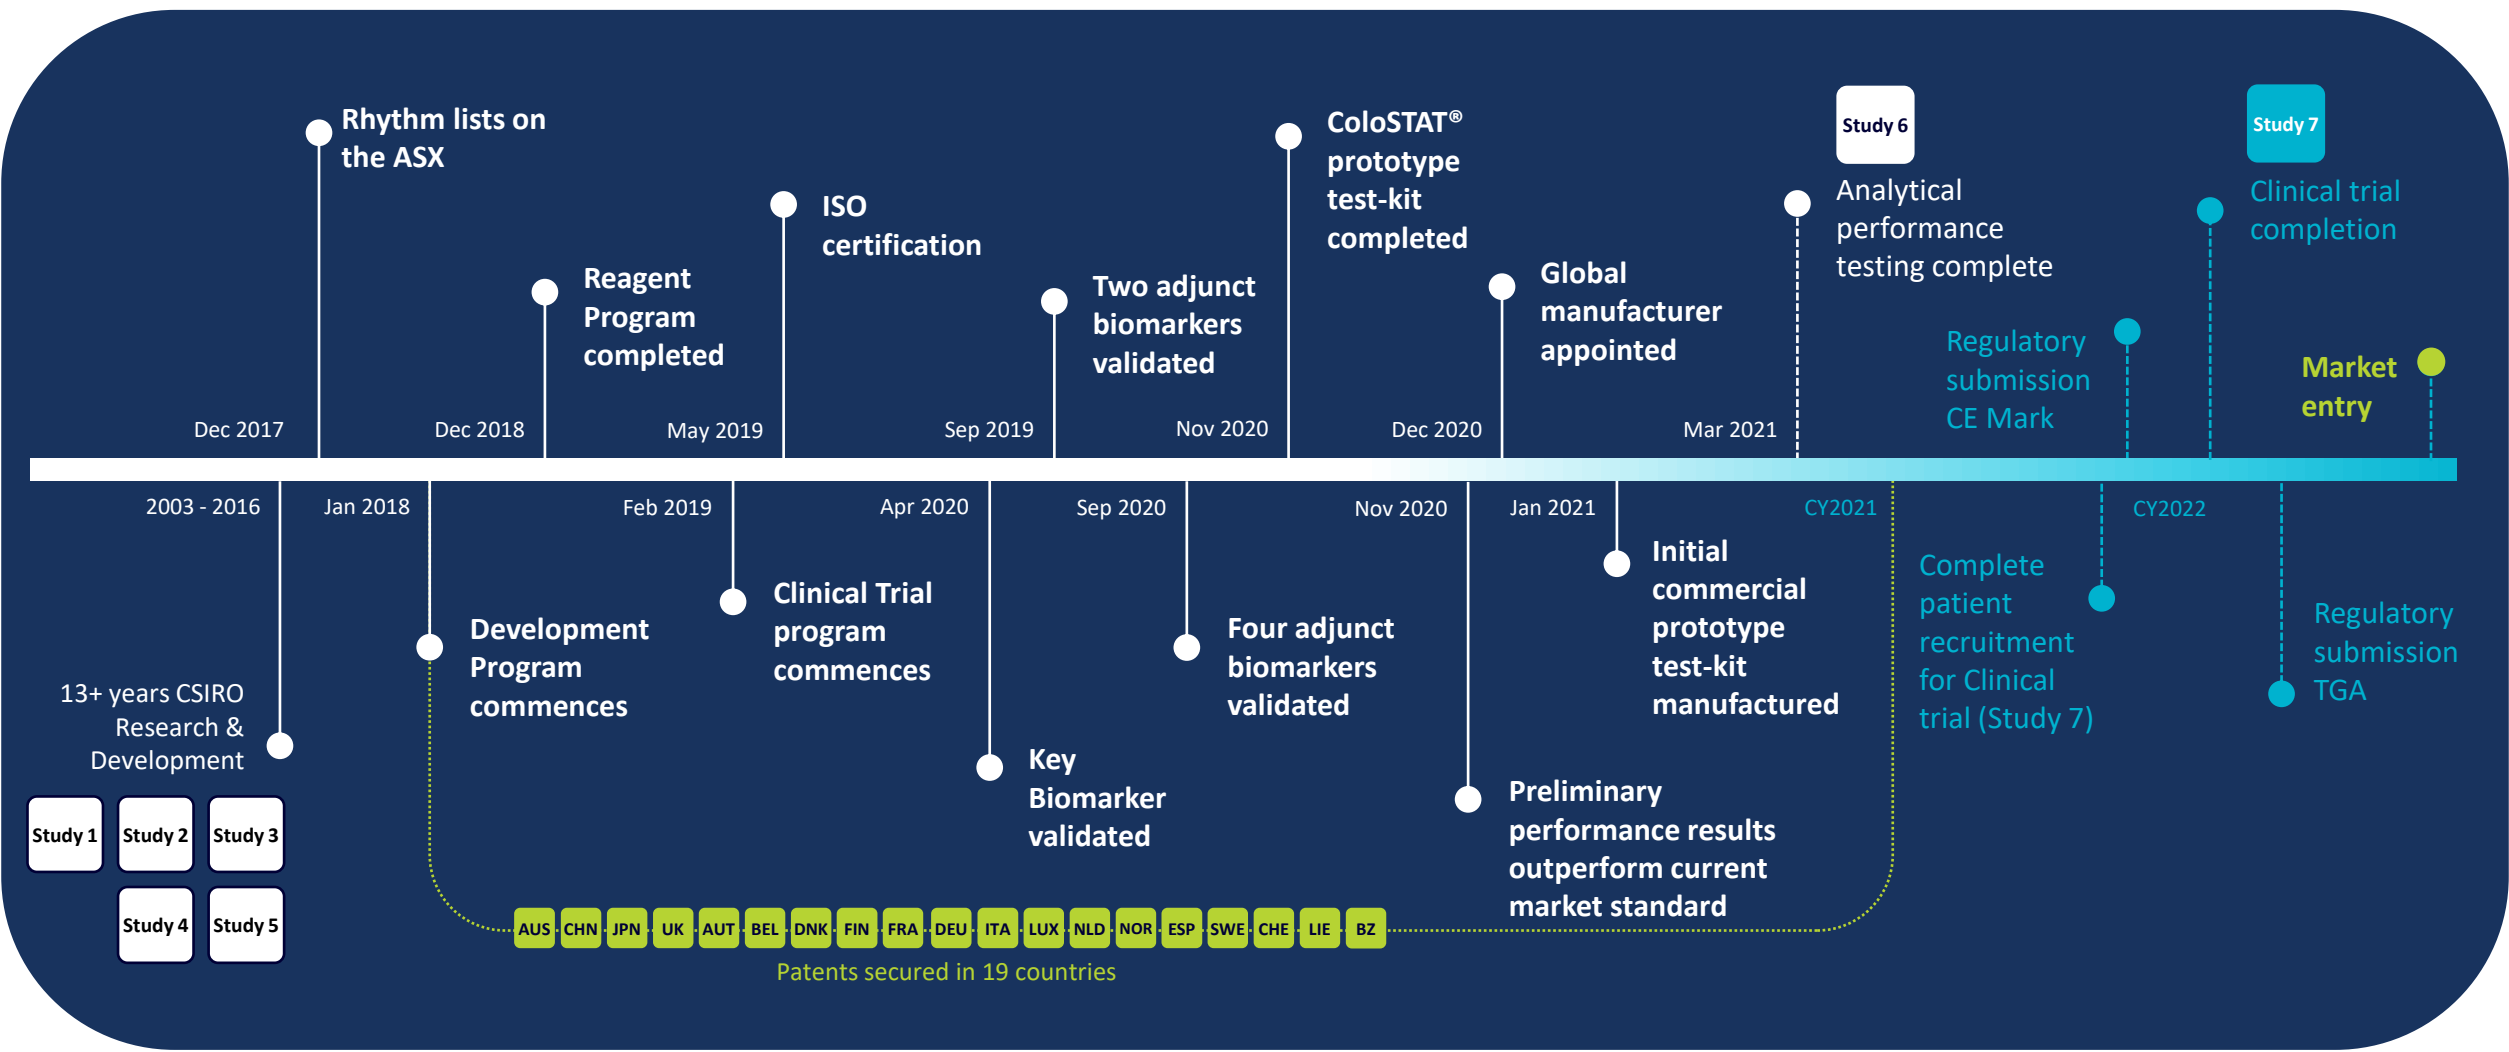 Rhythm lists on
the ASX
Dec 2017
Reagent
Program
completed
Dec 2018
ISO
certification
May 2019
Two adjunct
biomarkers
validated
Sep 2019
ColoSTAT®
prototype
test-kit
completed
Nov 2020
Global
manufacturer
appointed
Dec 2020
Study 6
Analytical
performance
testing complete
Mar 2021
Regulatory
submission
CE Mark
Study 7
Clinical trial
completion
Market
entry
2003 - 2016
13+ years CSIRO
Research &
Development
Study 1
Study 2
Study 3
Study 4
Study 5
Jan 2018
Development
Program
commences
Feb 2019
Clinical Trial
program
commences
Apr 2020
Key
Biomarker
validated
Sep 2020
Four adjunct
biomarkers
validated
Nov 2020
Preliminary
performance results
outperform current
market standard
Jan 2021
Initial
commercial
prototype
test-kit
manufactured
CY2021
Complete
patient
recruitment
for Clinical
trial (Study 7)
CY2022
Regulatory
submission
TGA
AUS CHN JPN UK AUT BEL DNK FIN FRA DEU ITA LUX NLD NOR ESP SWE CHE LIE BZ
Patents secured in 19 countries